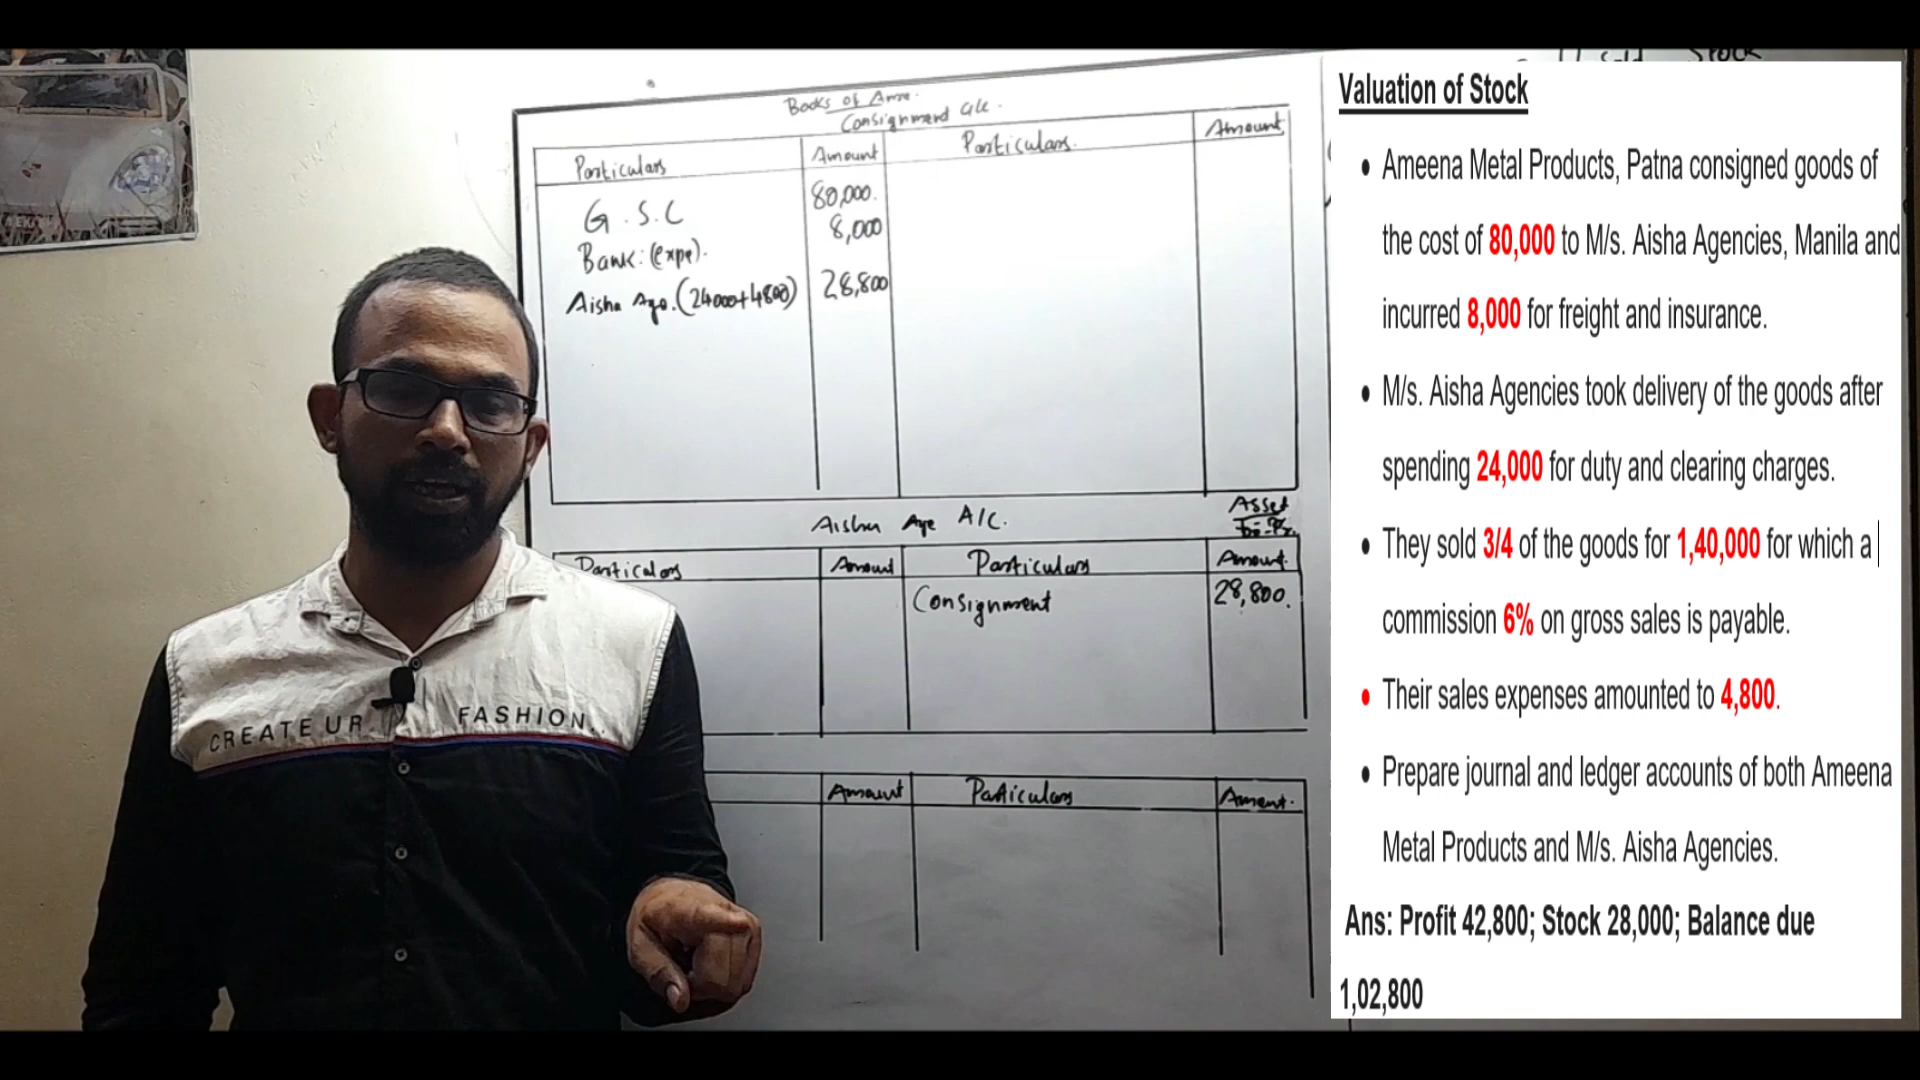 Books of
Consignment a/c.
Particulars Amount Particulars. Amount
G.S.C 80,000.
Bank: (expe). 8,000
Aisha Age. (24000+4800) 28,800
Aisha Age A/C.
Asset
Particulars Amount Particulars Amount.
Consignment 28,800.
Amount Particulars Amount.
CREATE UR FASHION..
Stock
Valuation of Stock
• Ameena Metal Products, Patna consigned goods of
the cost of 80,000 to M/s. Aisha Agencies, Manila and
incurred 8,000 for freight and insurance.
• M/s. Aisha Agencies took delivery of the goods after
spending 24,000 for duty and clearing charges.
• They sold 3/4 of the goods for 1,40,000 for which a
commission 6% on gross sales is payable.
• Their sales expenses amounted to 4,800.
• Prepare journal and ledger accounts of both Ameena
Metal Products and M/s. Aisha Agencies.
Ans: Profit 42,800; Stock 28,000; Balance due
1,02,800